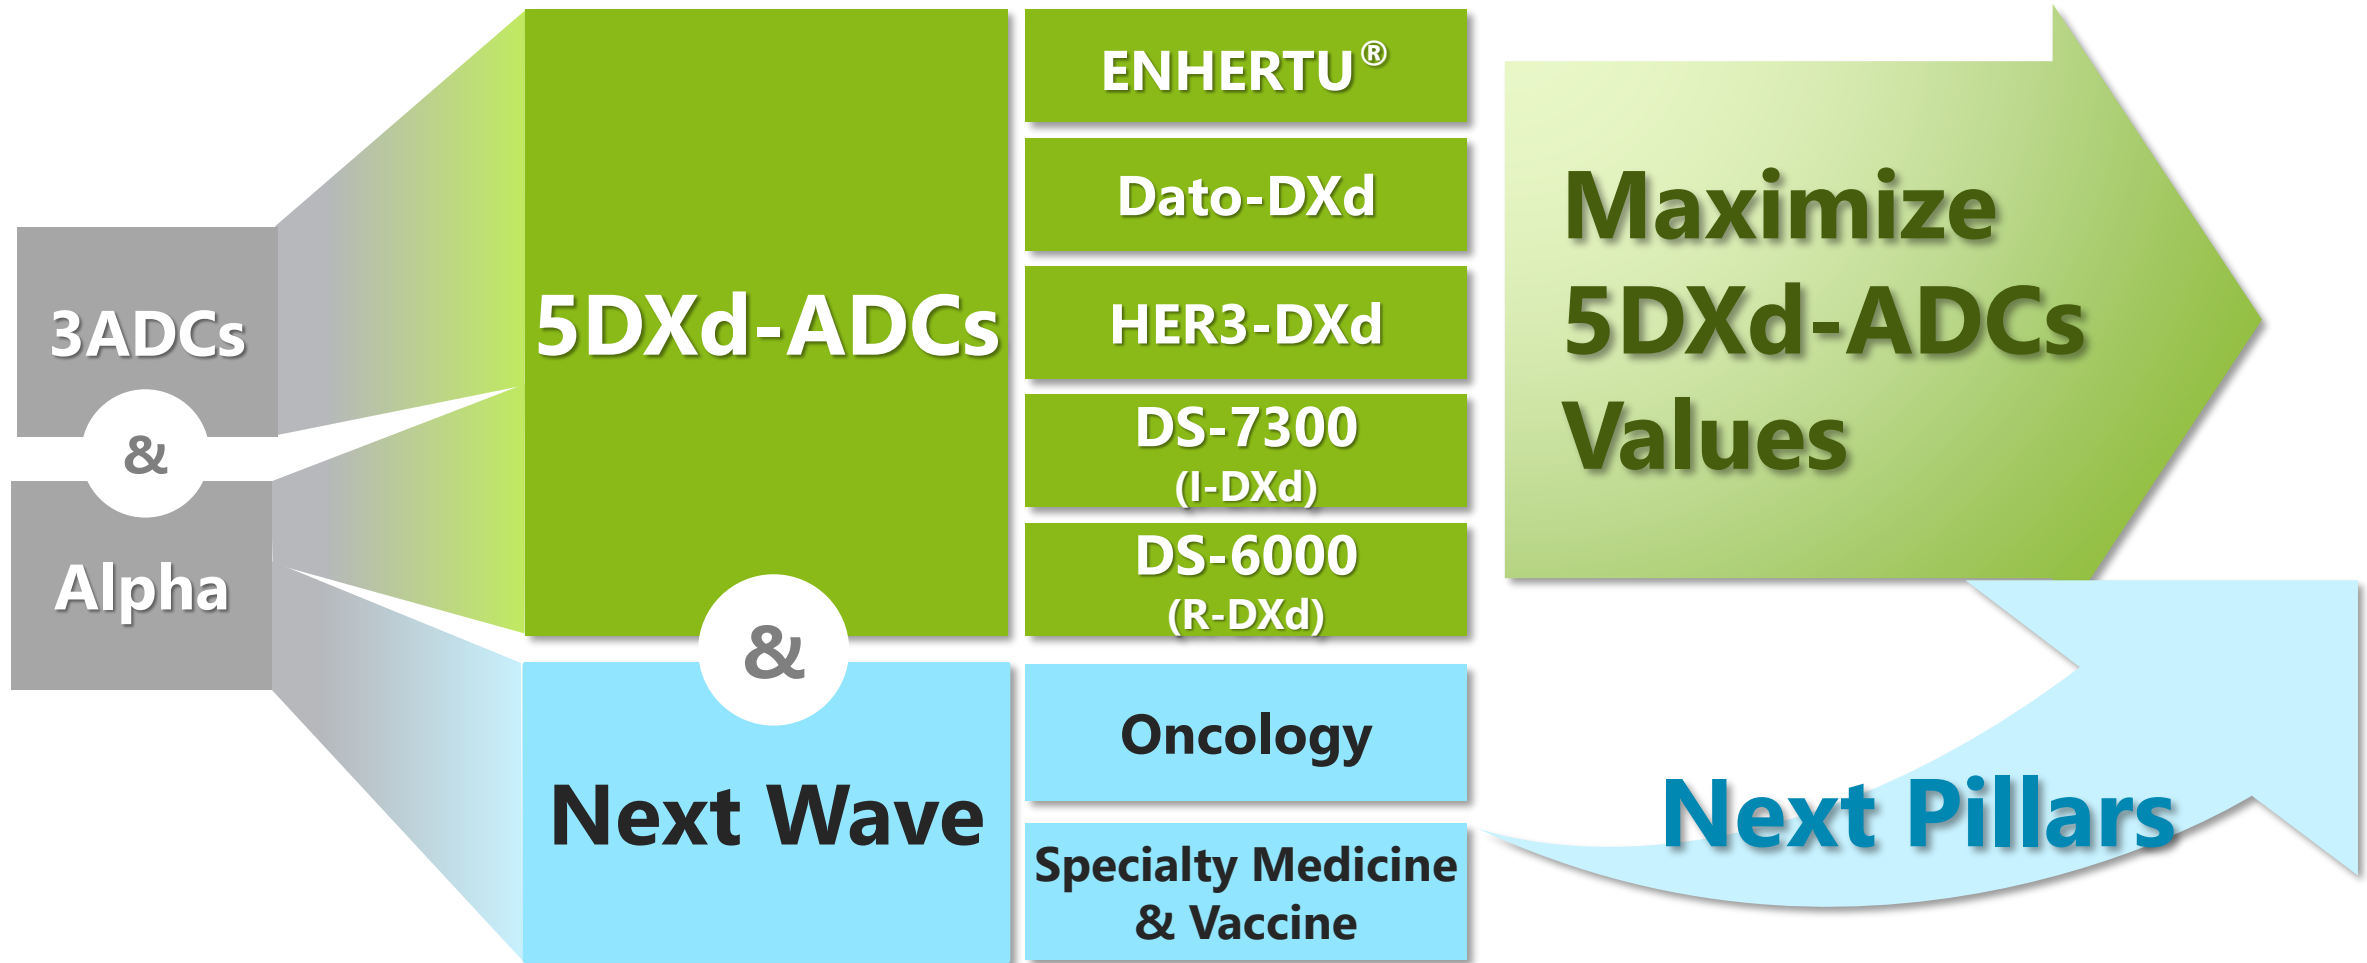 3ADCs
&
Alpha
5DXd-ADCs
&
Next Wave
ENHERTU®
Dato-DXd
HER3-DXd
DS-7300
(I-DXd)
DS-6000
(R-DXd)
Oncology
Specialty Medicine
& Vaccine
Maximize
5DXd-ADCs
Values
Next Pillars